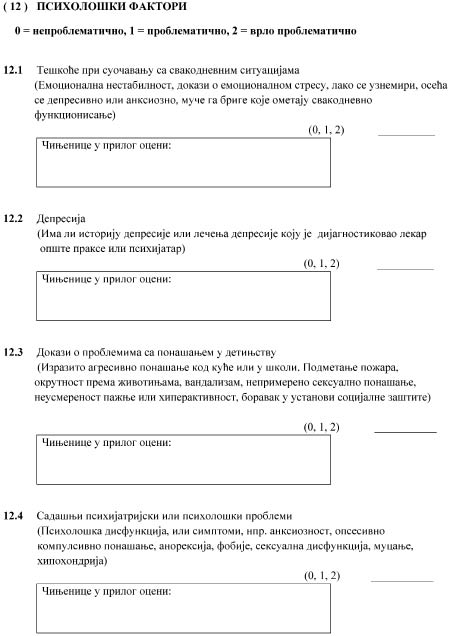 ( 12 ) ПСИХОЛОШКИ ФАКТОРИ
0 = непроблематично, 1 = проблематично, 2 = врло проблематично
12.1 Тешкоће при суочавању са свакодневним ситуацијама
(Емоционална нестабилност, докази о емоционалном стресу, лако се узнемири, осећа
се депресивно или анксиозно, муче га бриге које ометају свакодневно
функционисање)
(0, 1, 2) __________
Чињенице у прилог оцени:
12.2 Депресија
(Има ли историју депресије или лечења депресије коју је дијагностиковао лекар
опште праксе или психијатар)
(0, 1, 2) __________
Чињенице у прилог оцени:
12.3 Докази о проблемима са понашањем у детињству
(Изразито агресивно понашање код куће или у школи. Подметање пожара,
окрутност према животињама, вандализам, непримерено сексуално понашање,
неусмереност пажње или хиперактивност, боравак у установи социјалне заштите)
(0, 1, 2) ___________
Чињенице у прилог оцени:
12.4 Садашњи психијатријски или психолошки проблеми
(Психолошка дисфункција, или симптоми, нпр. анксиозност, опсесивно
компулсивно понашање, анорексија, фобије, сексуална дисфункција, муцање,
хипохондрија)
(0, 1, 2) ___________
Чињенице у прилог оцени: